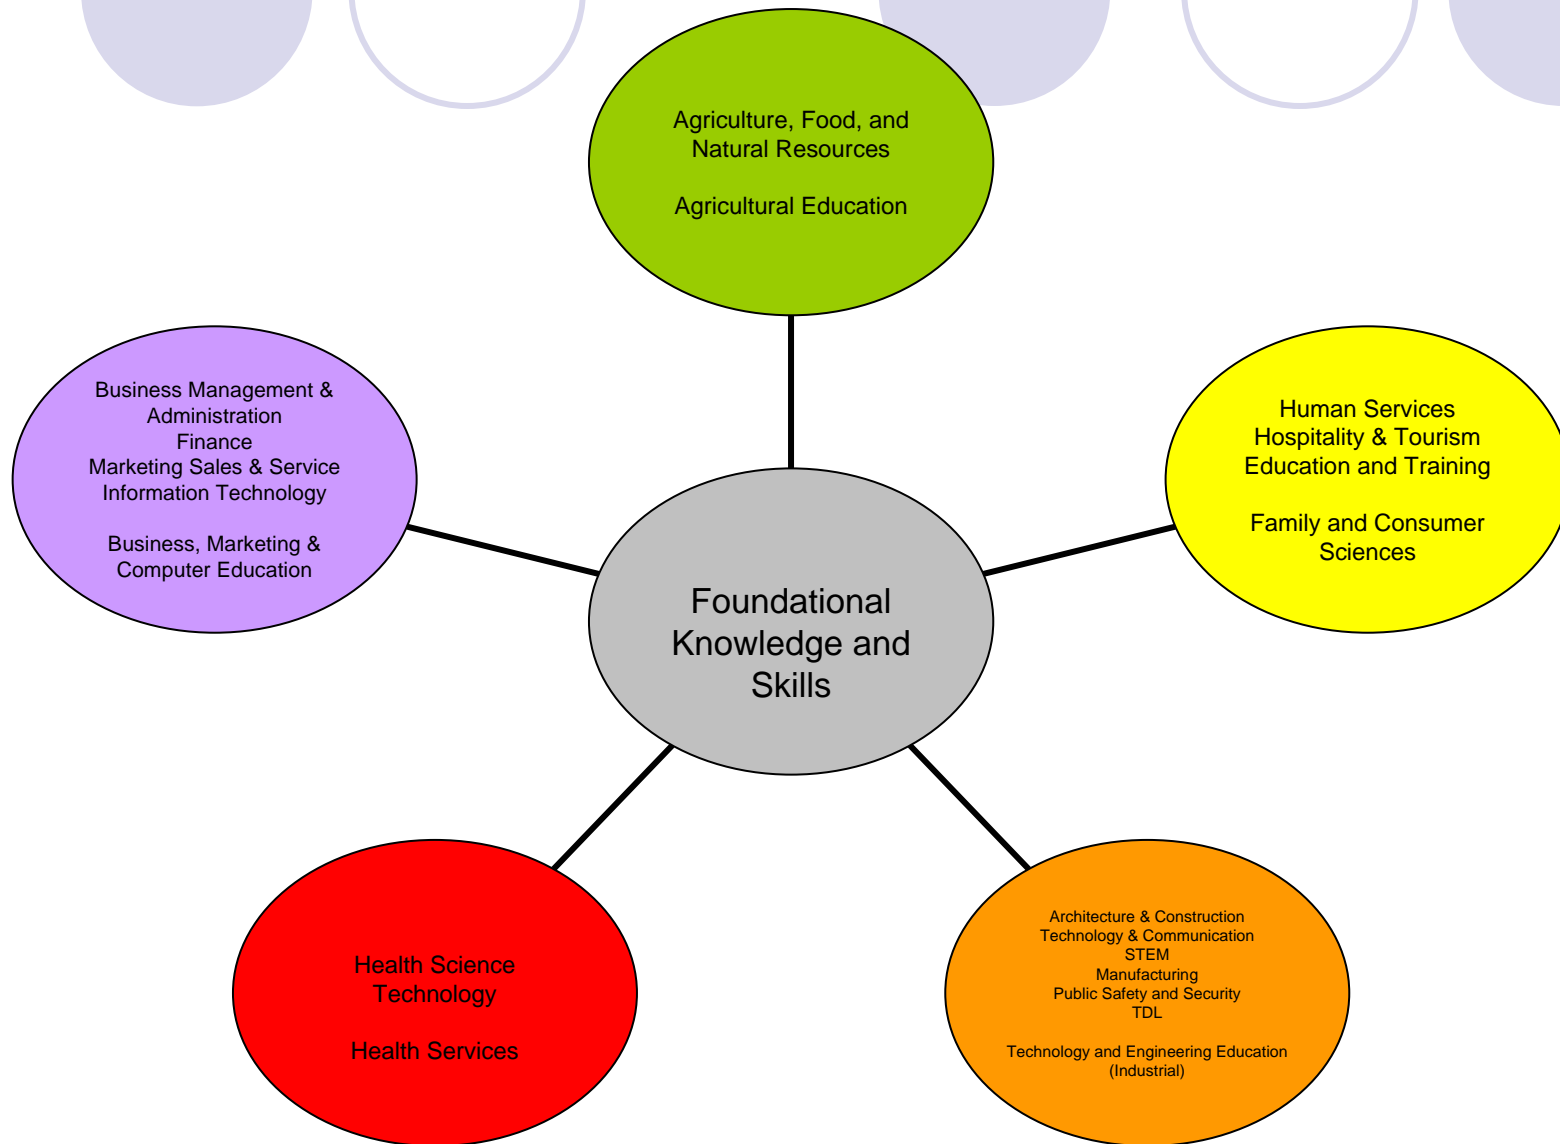 Agriculture, Food, and
Natural Resources
Agricultural Education
Business Management &
Administration
Finance
Marketing Sales & Service
Information Technology
Business, Marketing &
Computer Education
Human Services
Hospitality & Tourism
Education and Training
Family and Consumer
Sciences
Foundational
Knowledge and
Skills
Health Science
Technology
Health Services
Architecture & Construction
Technology & Communication
STEM
Manufacturing
Public Safety and Security
TDL
Technology and Engineering Education
(Industrial)